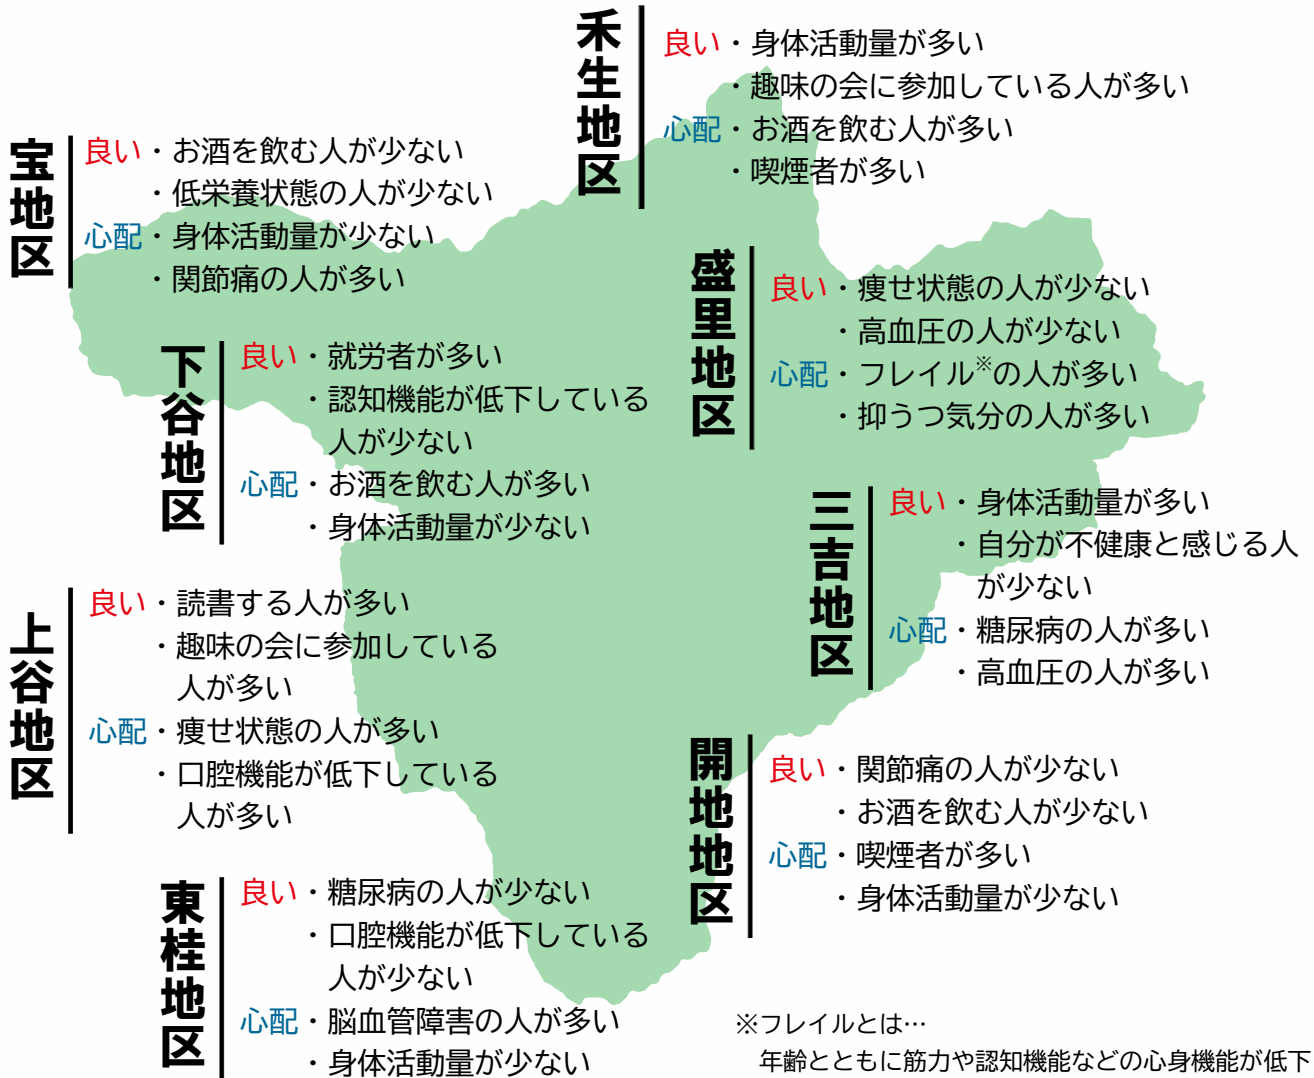 禾生地区
良い・身体活動量が多い
・趣味の会に参加している人が多い
心配・お酒を飲む人が多い
・喫煙者が多い
宝地区
良い・お酒を飲む人が少ない
・低栄養状態の人が少ない
心配・身体活動量が少ない
・関節痛の人が多い
盛里地区
良い・痩せ状態の人が少ない
・高血圧の人が少ない
心配・フレイル※の人が多い
・抑うつ気分の人が多い
下谷地区
良い・就労者が多い
・認知機能が低下している
人が少ない
心配・お酒を飲む人が多い
・身体活動量が少ない
三吉地区
良い・身体活動量が多い
・自分が不健康と感じる人
が少ない
心配・糖尿病の人が多い
・高血圧の人が多い
上谷地区
良い・読書する人が多い
・趣味の会に参加している
人が多い
心配・痩せ状態の人が多い
・口腔機能が低下している
人が多い
開地地区
良い・関節痛の人が少ない
・お酒を飲む人が少ない
心配・喫煙者が多い
・身体活動量が少ない
東桂地区
良い・糖尿病の人が少ない
・口腔機能が低下している
人が少ない
心配・脳血管障害の人が多い
・身体活動量が少ない
※フレイルとは…
年齢とともに筋力や認知機能などの心身機能が低下